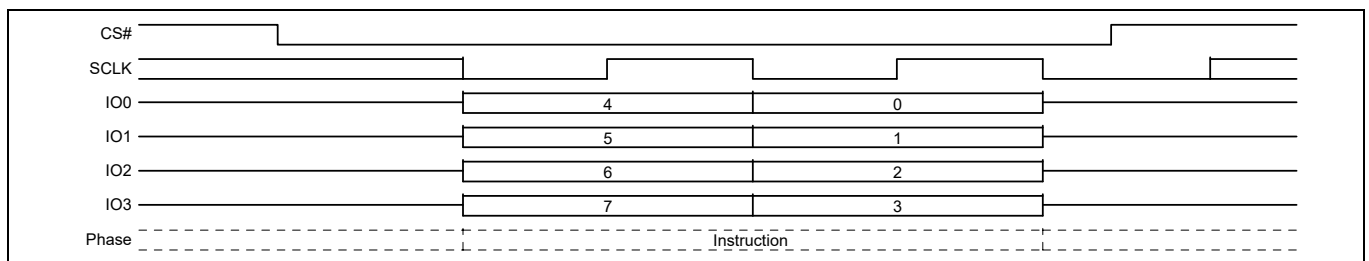 CS#
SCLK
IO0 4 0
IO1 5 1
IO2 6 2
IO3 7 3
Phase Instruction